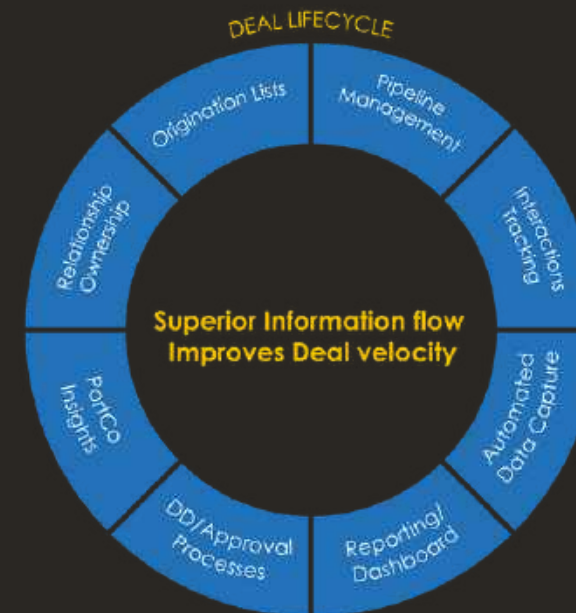 DEAL LIFECYCLE
Origination Lists
Pipeline
Management
Interactions
Tracking
Automated
Data Capture
Reporting/
Dashboard
DD/Approval
Processes
PortCo
Insights
Relationship
Ownership
Superior Information flow
Improves Deal velocity